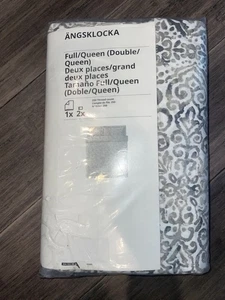 ÄNGSKLOCKA
Full/Queen (Double/
Queen)
Deux places/grand
deux places
Tamaño Full/Queen
(Doble/Queen)
1x 2x